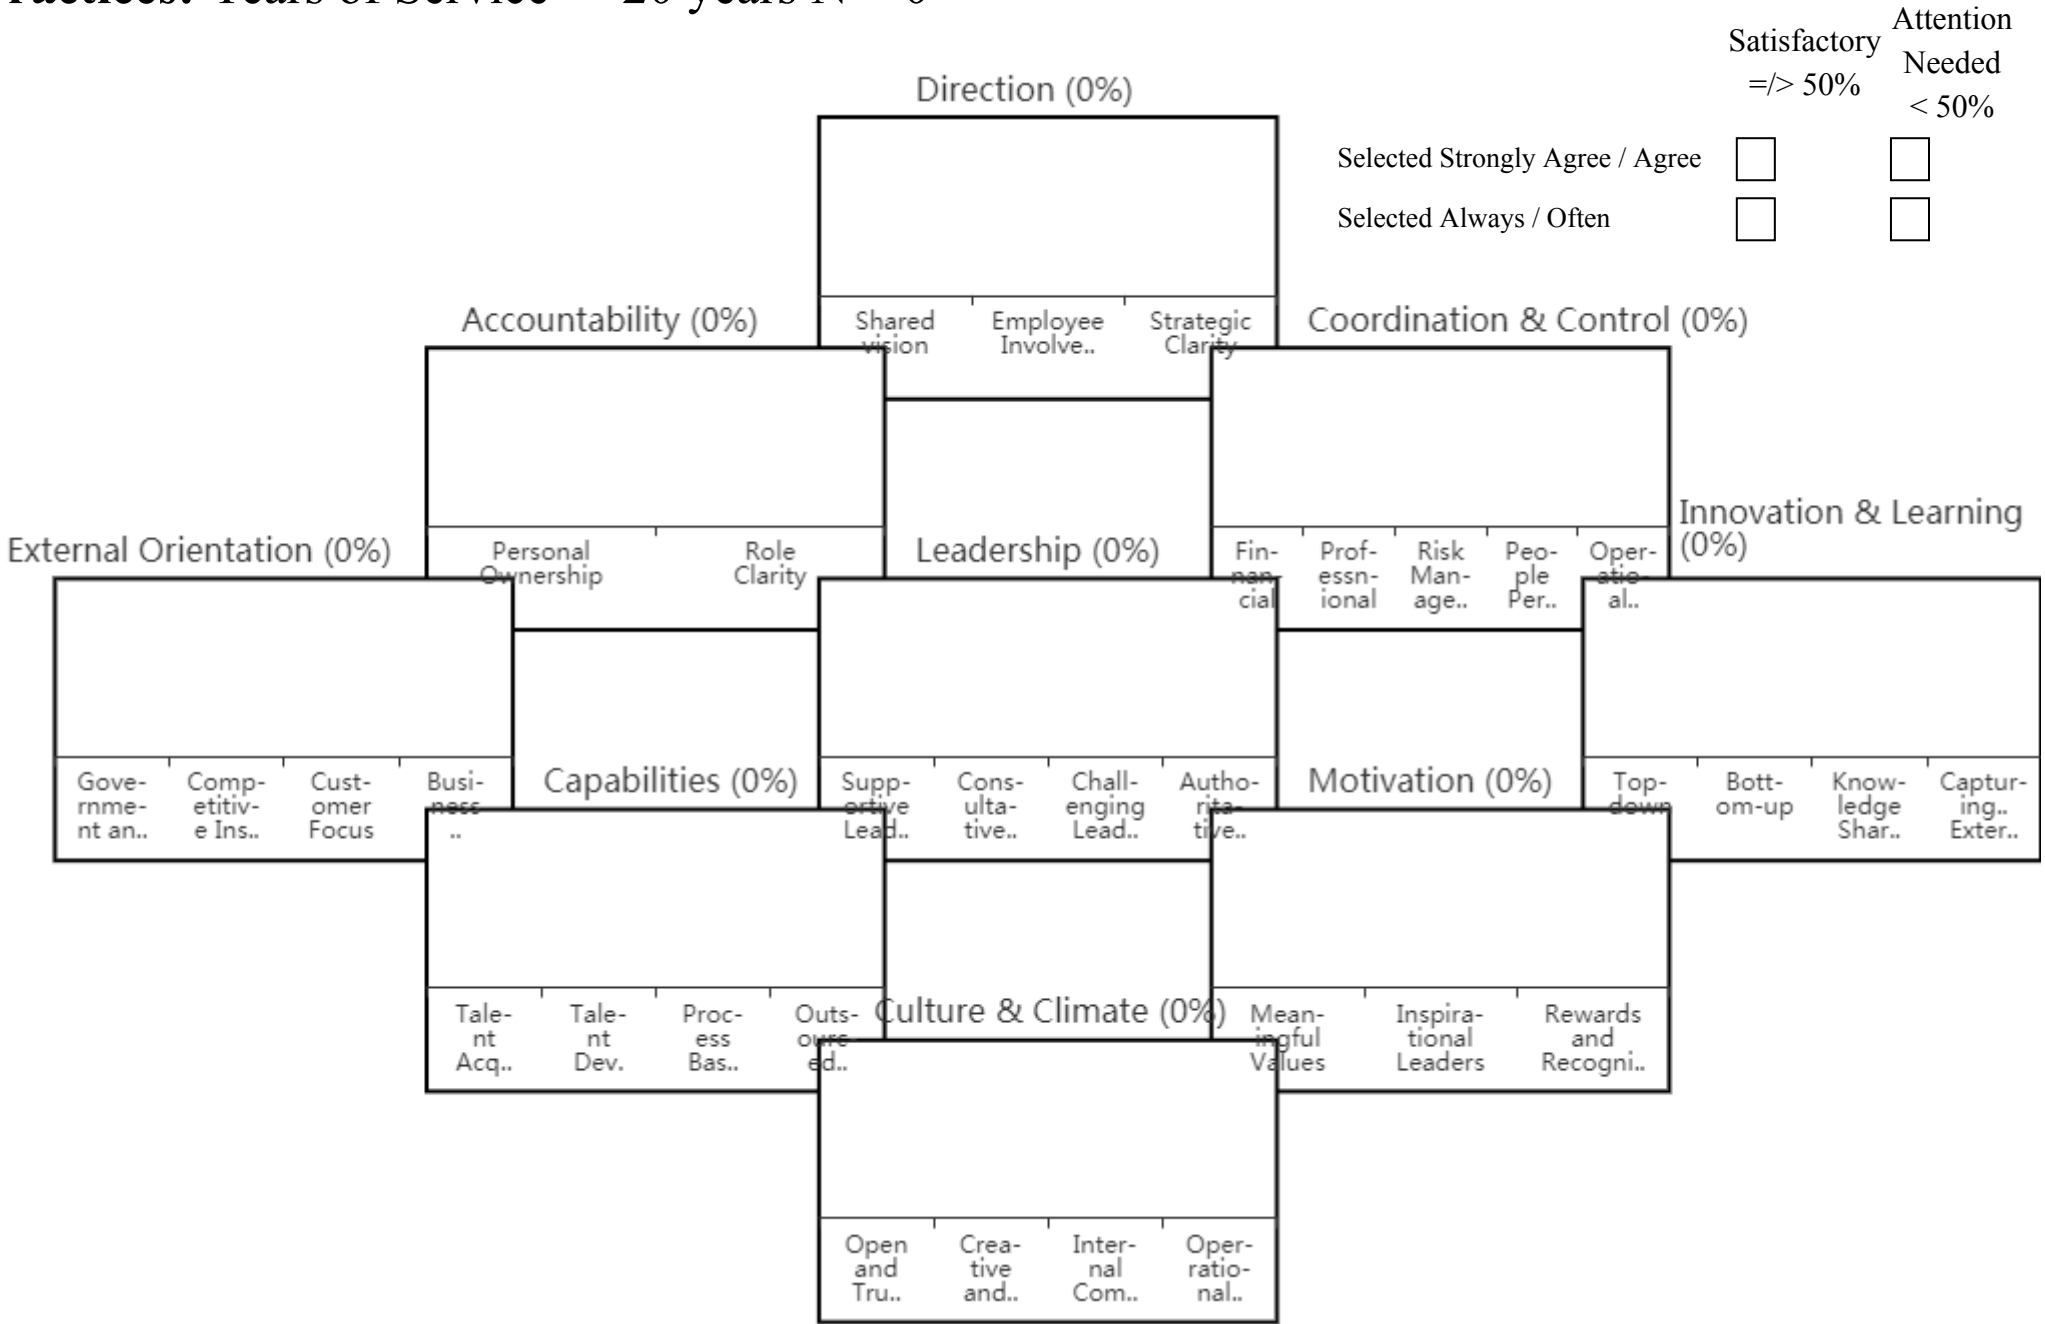 Years of Service
20 years N
Satisfactory
=/> 50%
Attention
Needed
< 50%
Selected Strongly Agree / Agree
Selected Always / Often
Direction (0%)
Shared
vision
Employee
Involve..
Strategic
Clarity
Accountability (0%)
Personal
Ownership
Role
Clarity
Coordination & Control (0%)
Fin-
nan-
cial
Prof-
essn-
ional
Risk
Man-
age..
Peo-
ple
Per..
Oper-
atio-
al..
External Orientation (0%)
Gove-
rnme-
nt an..
Comp-
etitiv-
e Ins..
Cust-
omer
Focus
Busi-
ness
..
Leadership (0%)
Supp-
ortive
Lead..
Cons-
ulta-
tive..
Chall-
enging
Lead..
Autho-
rita-
tive..
Innovation & Learning
(0%)
Top-
down
Bott-
om-up
Know-
ledge
Shar..
Captur-
ing..
Exter..
Capabilities (0%)
Tale-
nt
Acq..
Tale-
nt
Dev.
Proc-
ess
Bas..
Outs-
ourc-
ed..
Motivation (0%)
Mean-
ingful
Values
Inspira-
tional
Leaders
Rewards
and
Recogni..
Culture & Climate (0%)
Open
and
Tru..
Crea-
tive
and..
Inter-
nal
Com..
Oper-
ratio-
nal..